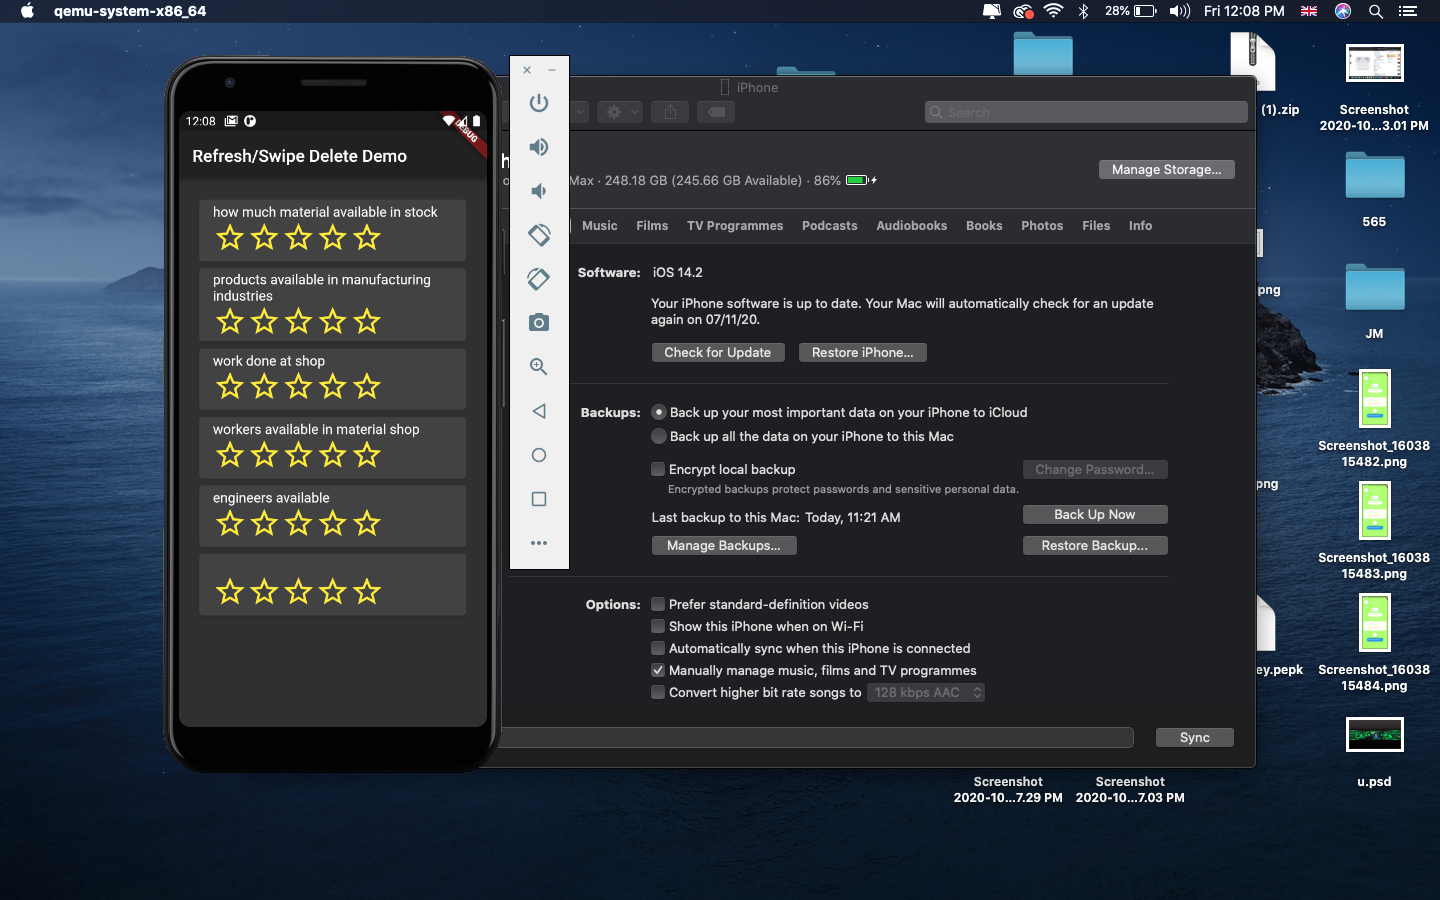 qemu-system-x86_64
28%
Fri 12:08 PM
12:08
DEBUG
Refresh/Swipe Delete Demo
how much material available in stock
products available in manufacturing
industries
work done at shop
workers available in material shop
engineers available
iPhone
Search
Max · 248.18 GB (245.66 GB Available) · 86%
Manage Storage...
Music
Films
TV Programmes
Podcasts
Audiobooks
Books
Photos
Files
Info
Software:
iOS 14.2
Your iPhone software is up to date. Your Mac will automatically check for an update
again on 07/11/20.
Check for Update
Restore iPhone...
Backups:
Back up your most important data on your iPhone to iCloud
Back up all the data on your iPhone to this Mac
Encrypt local backup
Change Password...
Encrypted backups protect passwords and sensitive personal data.
Last backup to this Mac: Today, 11:21 AM
Back Up Now
Manage Backups...
Restore Backup...
Options:
Prefer standard-definition videos
Show this iPhone when on Wi-Fi
Automatically sync when this iPhone is connected
Manually manage music, films and TV programmes
Convert higher bit rate songs to
128 kbps AAC
Sync
(1).zip
Screenshot
2020-10...3.01 PM
565
png
JM
Screenshot_16038
15482.png
png
Screenshot_16038
15483.png
ey.pepk
Screenshot_16038
15484.png
u.psd
Screenshot
2020-10...7.29 PM
Screenshot
2020-10...7.03 PM